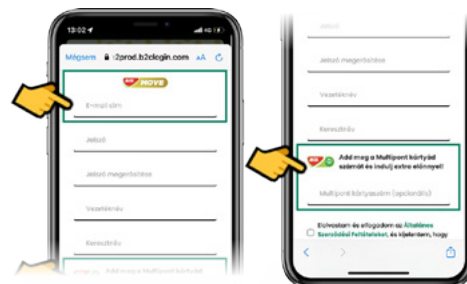 13:02
Mégsem
2prod.b2clogin.com
AA
MOVE
E-mail cím
Jelszó
Jelszó megerősítése
Vezetéknév
Keresztnév
Add meg a Multipont kártyád
Jelszó
Jelszó megerősítése
Vezetéknév
Keresztnév
Add meg a Multipont kártyád
számát és indulj extra előnnyel!
Multipont kártyaszám (opcionális)
Elolvastam és elfogadom az Általános
Szerződési Feltételeket, és kijelentem, hogy